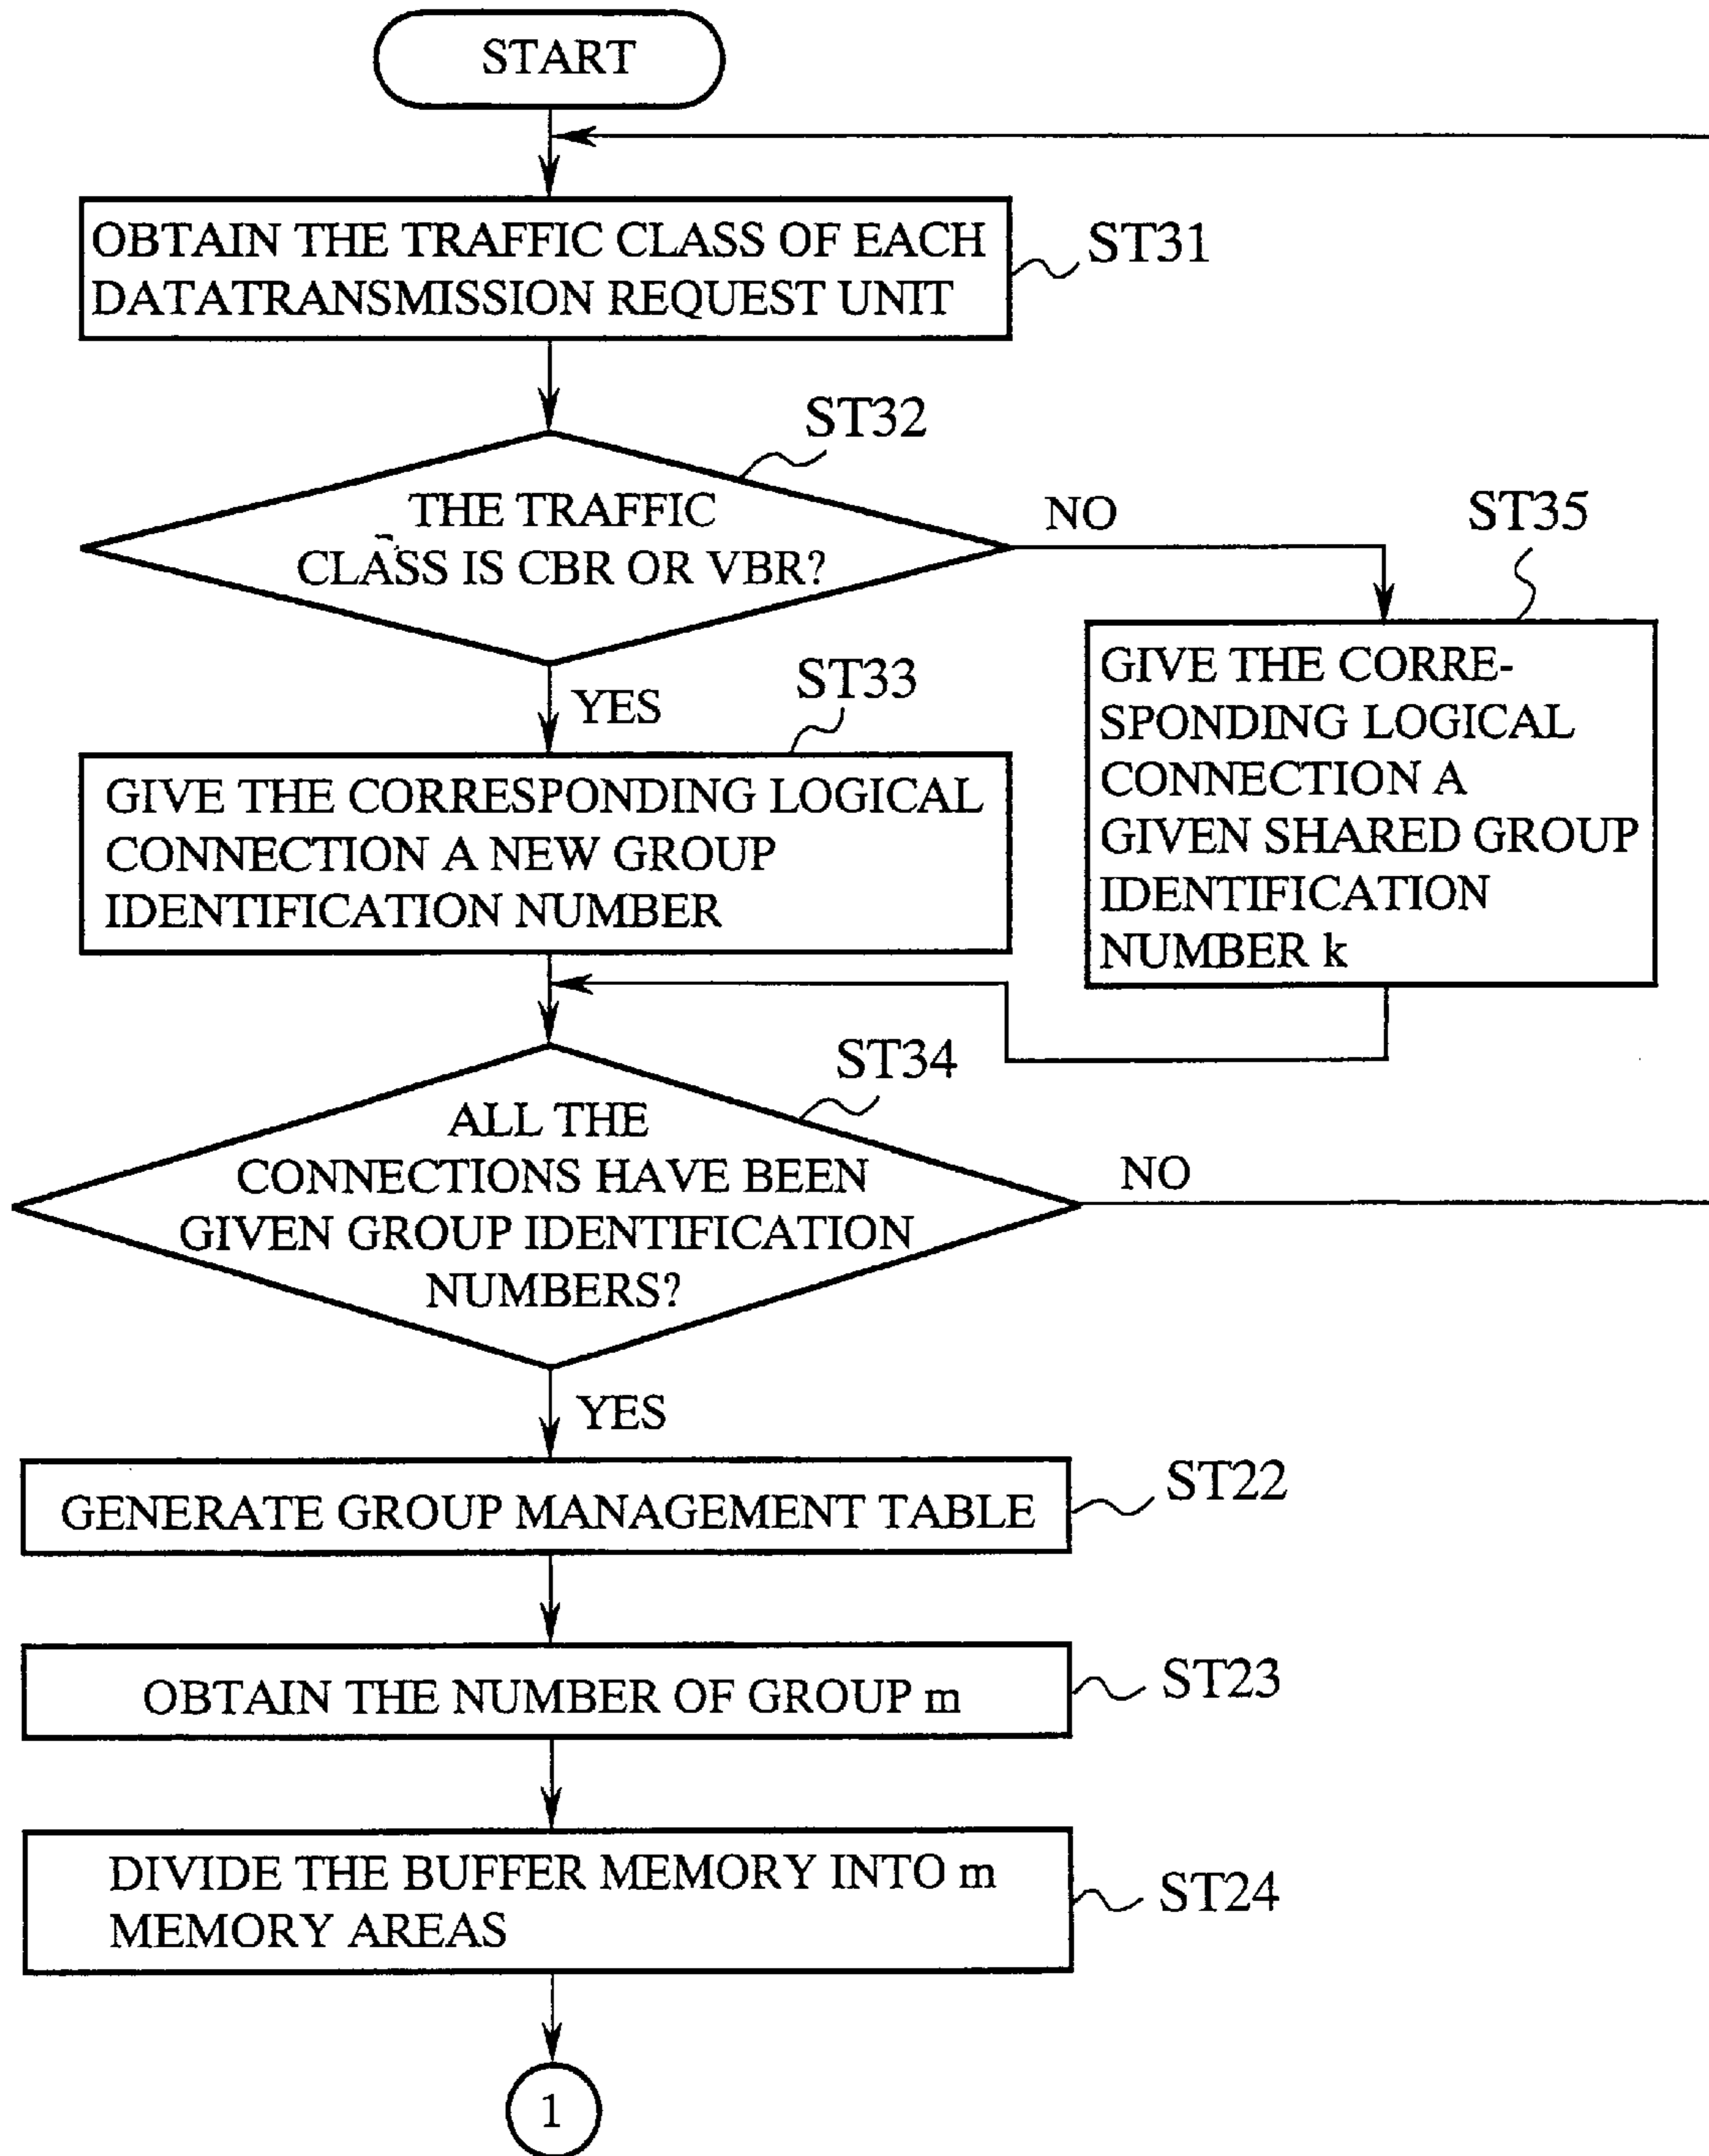 START
OBTAIN THE TRAFFIC CLASS OF EACH
DATATRANSMISSION REQUEST UNIT
ST31
ST32
THE TRAFFIC
CLASS IS CBR OR VBR?
NO
ST35
GIVE THE CORRE-
SPONDING LOGICAL
CONNECTION A
GIVEN SHARED GROUP
IDENTIFICATION
NUMBER k
YES
ST33
GIVE THE CORRESPONDING LOGICAL
CONNECTION A NEW GROUP
IDENTIFICATION NUMBER
ST34
ALL THE
CONNECTIONS HAVE BEEN
GIVEN GROUP IDENTIFICATION
NUMBERS?
NO
YES
GENERATE GROUP MANAGEMENT TABLE
ST22
OBTAIN THE NUMBER OF GROUP m
ST23
DIVIDE THE BUFFER MEMORY INTO m
MEMORY AREAS
ST24
1